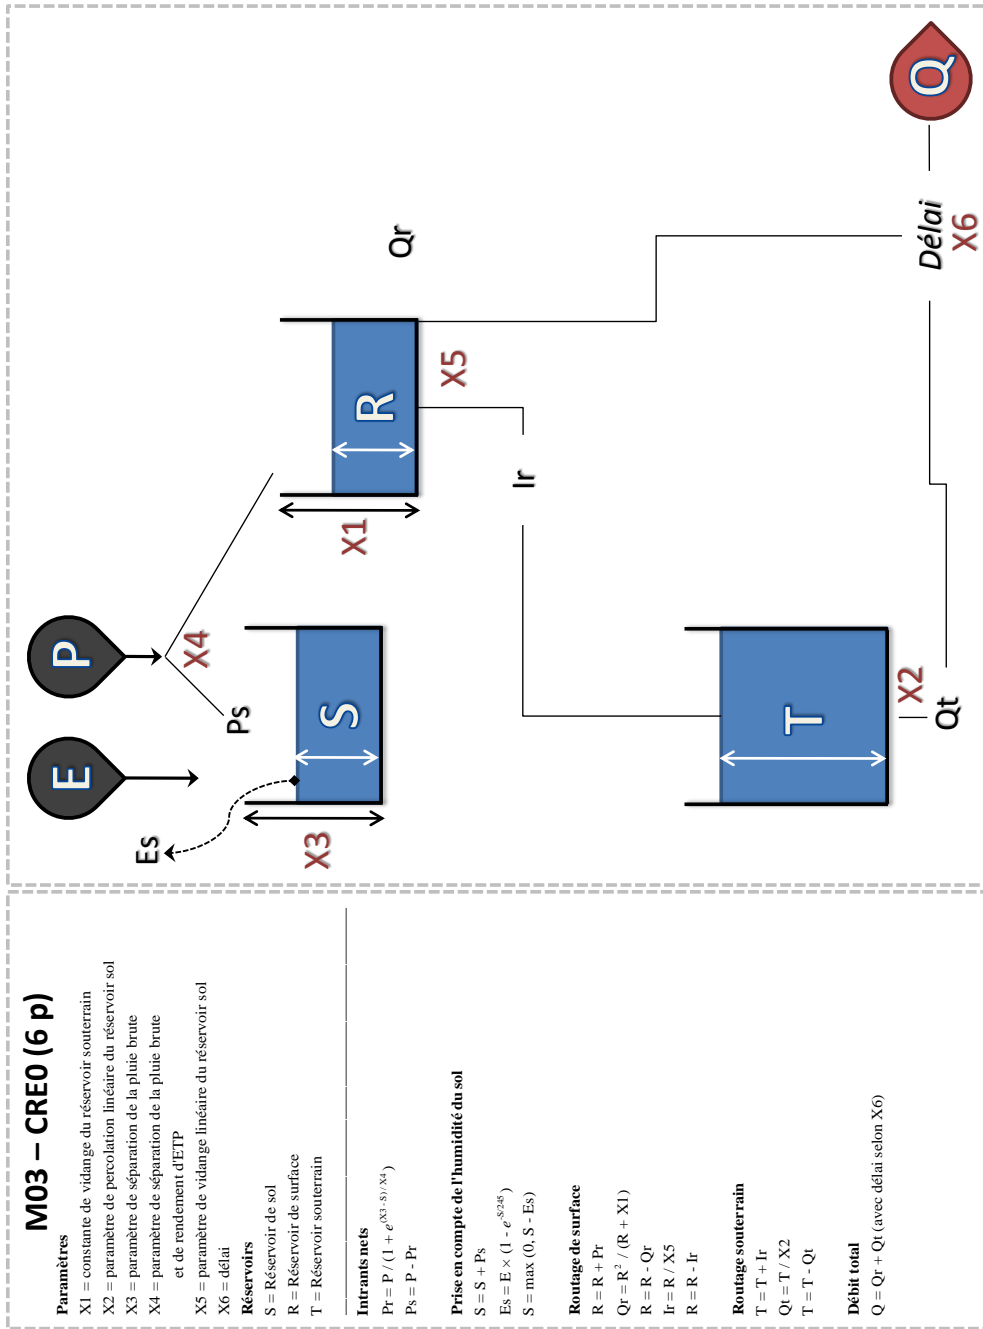 M03 – CRE0 (6 p)
Paramètres
X1 = constante de vidange du réservoir souterrain
X2 = paramètre de percolation linéaire du réservoir sol
X3 = paramètre de séparation de la pluie brute
X4 = paramètre de séparation de la pluie brute
et de rendement d'ETP
X5 = paramètre de vidange linéaire du réservoir sol
X6 = délai
Réservoirs
S = Réservoir de sol
R = Réservoir de surface
T = Réservoir souterrain
Intrants nets
Pr = P / (1 + e^(X3 - S) / X4)
Ps = P - Pr
Prise en compte de l'humidité du sol
S = S + Ps
Es = E × (1 - e^-S/245)
S = max (0, S - Es)
Routage de surface
R = R + Pr
Qr = R² / (R + X1)
R = R - Qr
Ir = R / X5
R = R - Ir
Routage souterrain
T = T + Ir
Qt = T / X2
T = T - Qt
Débit total
Q = Qr + Qt (avec délai selon X6)
E
P
Es
Ps
X4
X3
S
X1
R
X5
Qr
Ir
T
X2
Qt
Délai
X6
Q